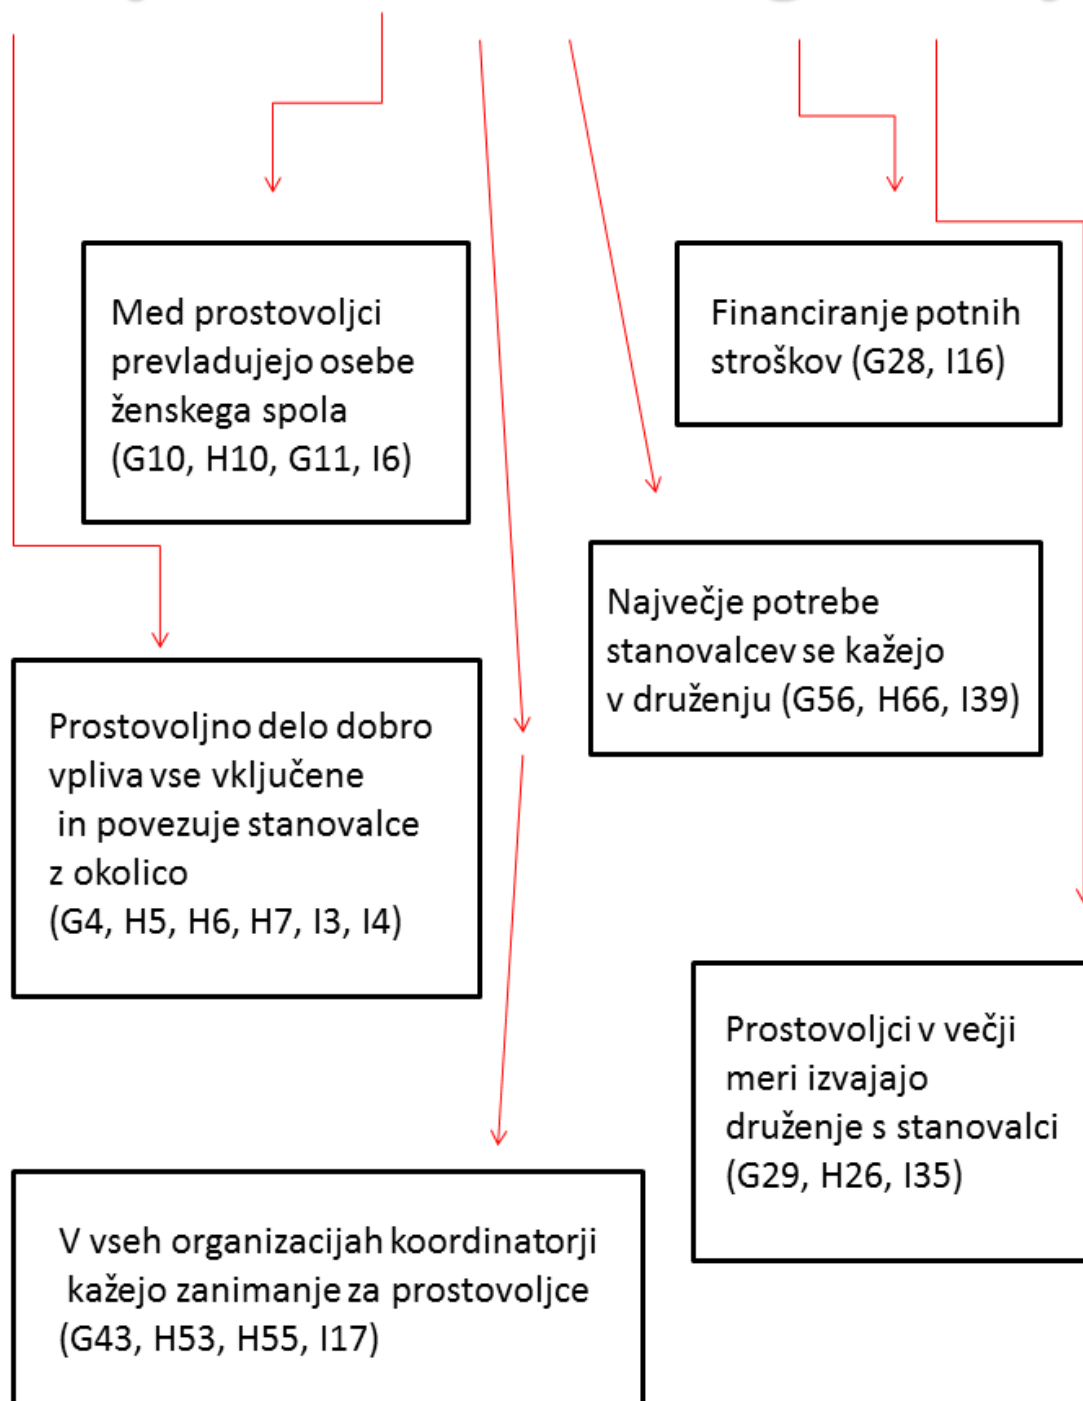 Med prostovoljci
prevladujejo osebe
ženskega spola
(G10, H10, G11, I6)
Financiranje potnih
stroškov (G28, I16)
Največje potrebe
stanovalcev se kažejo
v druženju (G56, H66, I39)
Prostovoljno delo dobro
vpliva vse vključene
in povezuje stanovalce
z okolico
(G4, H5, H6, H7, I3, I4)
Prostovoljci v večji
meri izvajajo
druženje s stanovalci
(G29, H26, I35)
V vseh organizacijah koordinatorji
kažejo zanimanje za prostovoljce
(G43, H53, H55, I17)